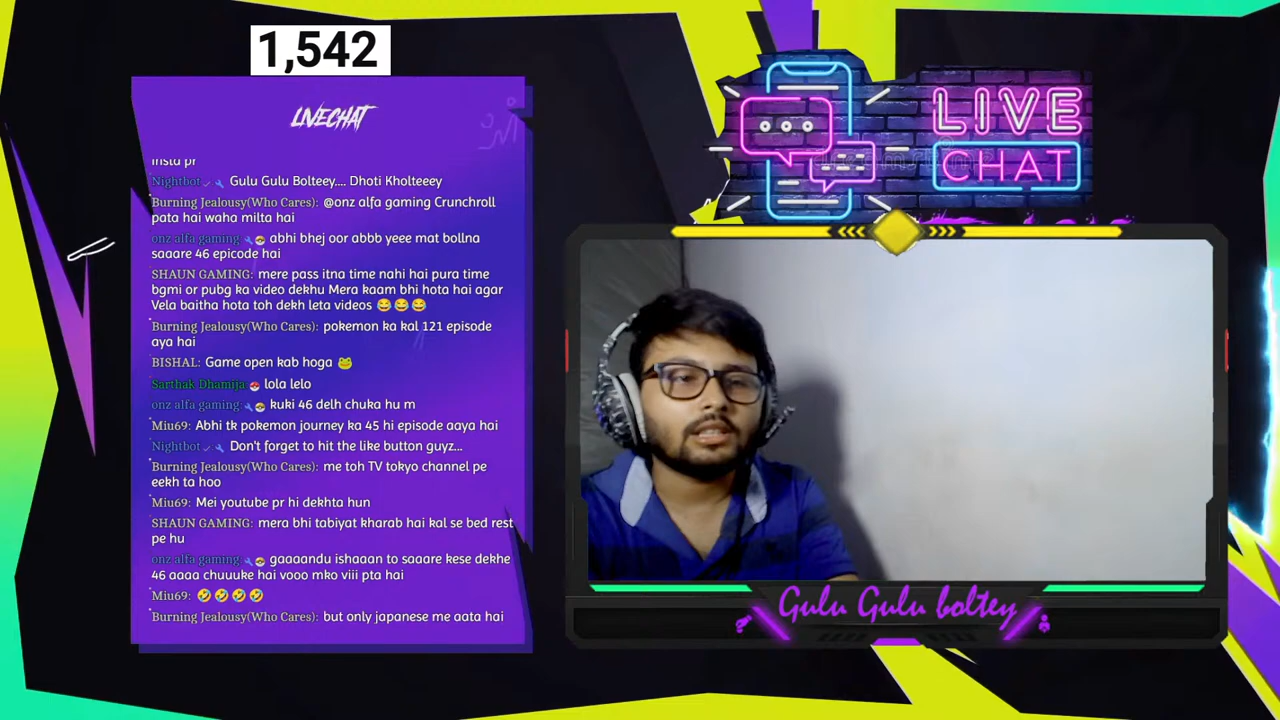 1,542
LIVECHAT
insta pr
Nightbot Gulu Gulu Bolteey.... Dhoti Kholteeey
Burning Jealousy(Who Cares): @onz alfa gaming Crunchroll
pata hai waha milta hai
onz alfa gaming abhi bhej oor abbb yeee mat bollna
saaare 46 epicode hai
SHAUN GAMING: mere pass itna time nahi hai pura time
bgmi or pubg ka video dekhu Mera kaam bhi hota hai agar
Vela baitha hota toh dekh leta videos 😂😂😂
Burning Jealousy(Who Cares): pokemon ka kal 121 episode
aya hai
BISHAL: Game open kab hoga 🐸
Sarthak Dhamija: lola lelo
onz alfa gaming: kuki 46 delh chuka hu m
Miu69: Abhi tk pokemon journey ka 45 hi episode aaya hai
Nightbot Don't forget to hit the like button guyz...
Burning Jealousy(Who Cares): me toh TV tokyo channel pe
eekh ta hoo
Miu69: Mei youtube pr hi dekhta hun
SHAUN GAMING: mera bhi tabiyat kharab hai kal se bed rest
pe hu
onz alfa gaming gaaaandu ishaaan to saaare kese dekhe
46 aaaa chuuuke hai vooo mko viii pta hai
Miu69: 🤣🤣🤣🤣
Burning Jealousy(Who Cares): but only japanese me aata hai
LIVE
CHAT
Gulu Gulu boltey